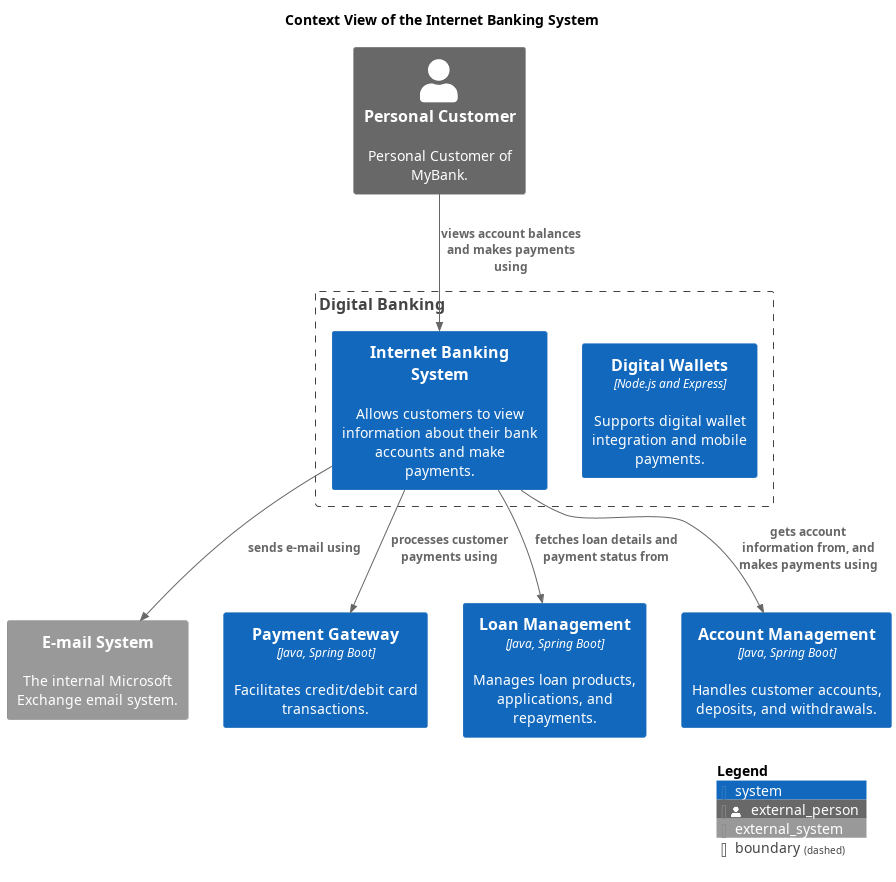 Context View of the Internet Banking System
Personal Customer
Personal Customer of
MyBank.
views account balances
and makes payments
using
Digital Banking
Internet Banking
System
Allows customers to view
information about their bank
accounts and make
payments.
Digital Wallets
[Node.js and Express]
Supports digital wallet
integration and mobile
payments.
sends e-mail using
processes customer
payments using
fetches loan details and
payment status from
gets account
information from, and
makes payments using
E-mail System
The internal Microsoft
Exchange email system.
Payment Gateway
[Java, Spring Boot]
Facilitates credit/debit card
transactions.
Loan Management
[Java, Spring Boot]
Manages loan products,
applications, and
repayments.
Account Management
[Java, Spring Boot]
Handles customer accounts,
deposits, and withdrawals.
Legend
system
external_person
external_system
boundary (dashed)